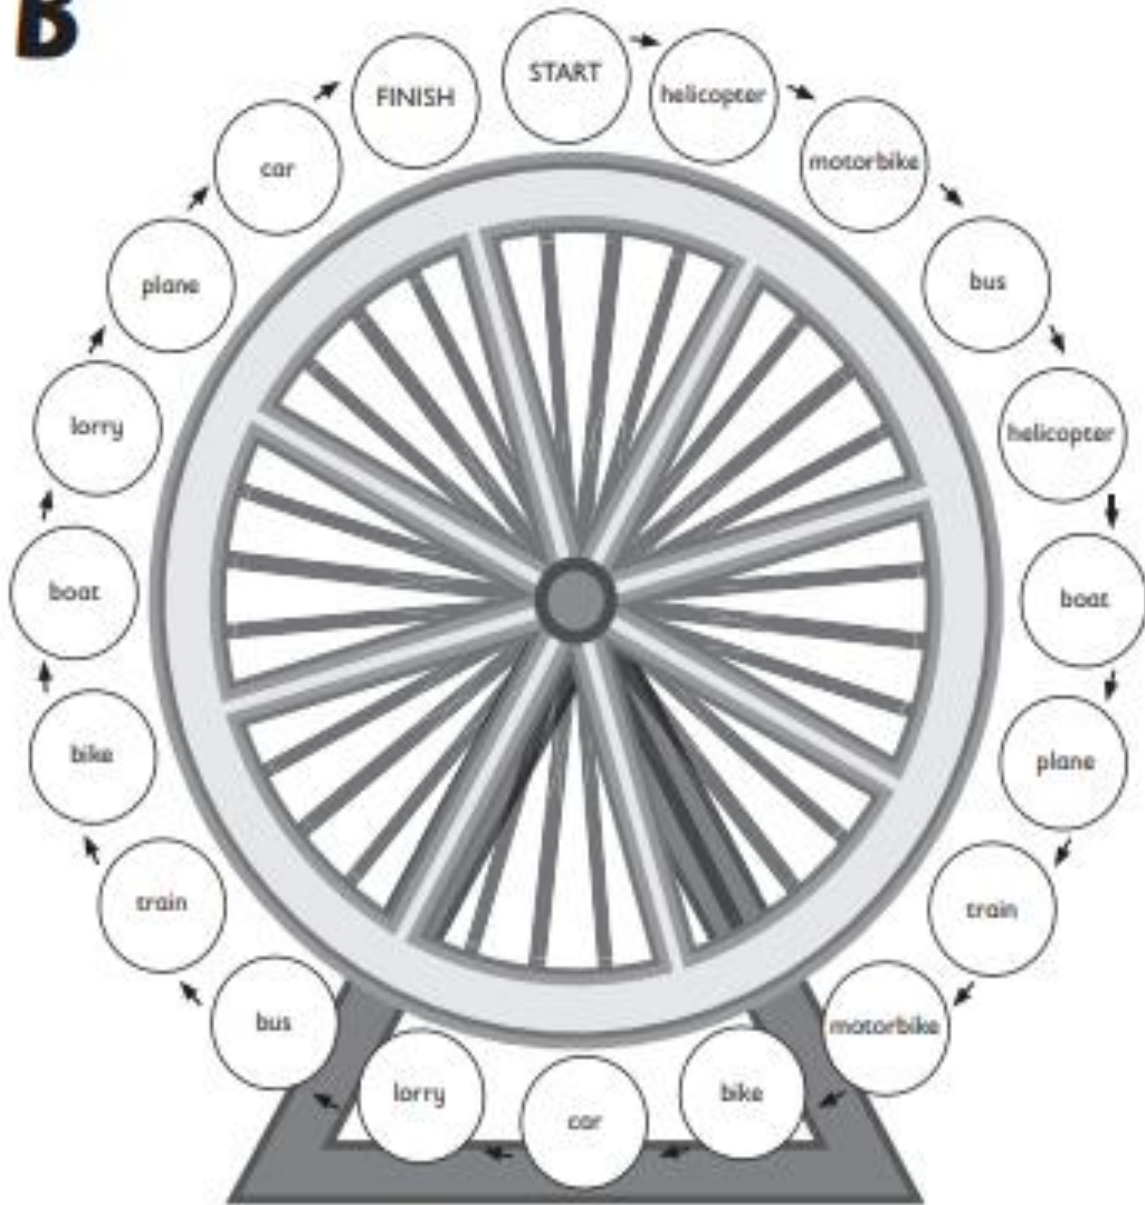 B
START
helicopter
motorbike
bus
helicopter
boat
plane
train
motorbike
bike
car
lorry
bus
train
bike
boat
lorry
plane
car
FINISH